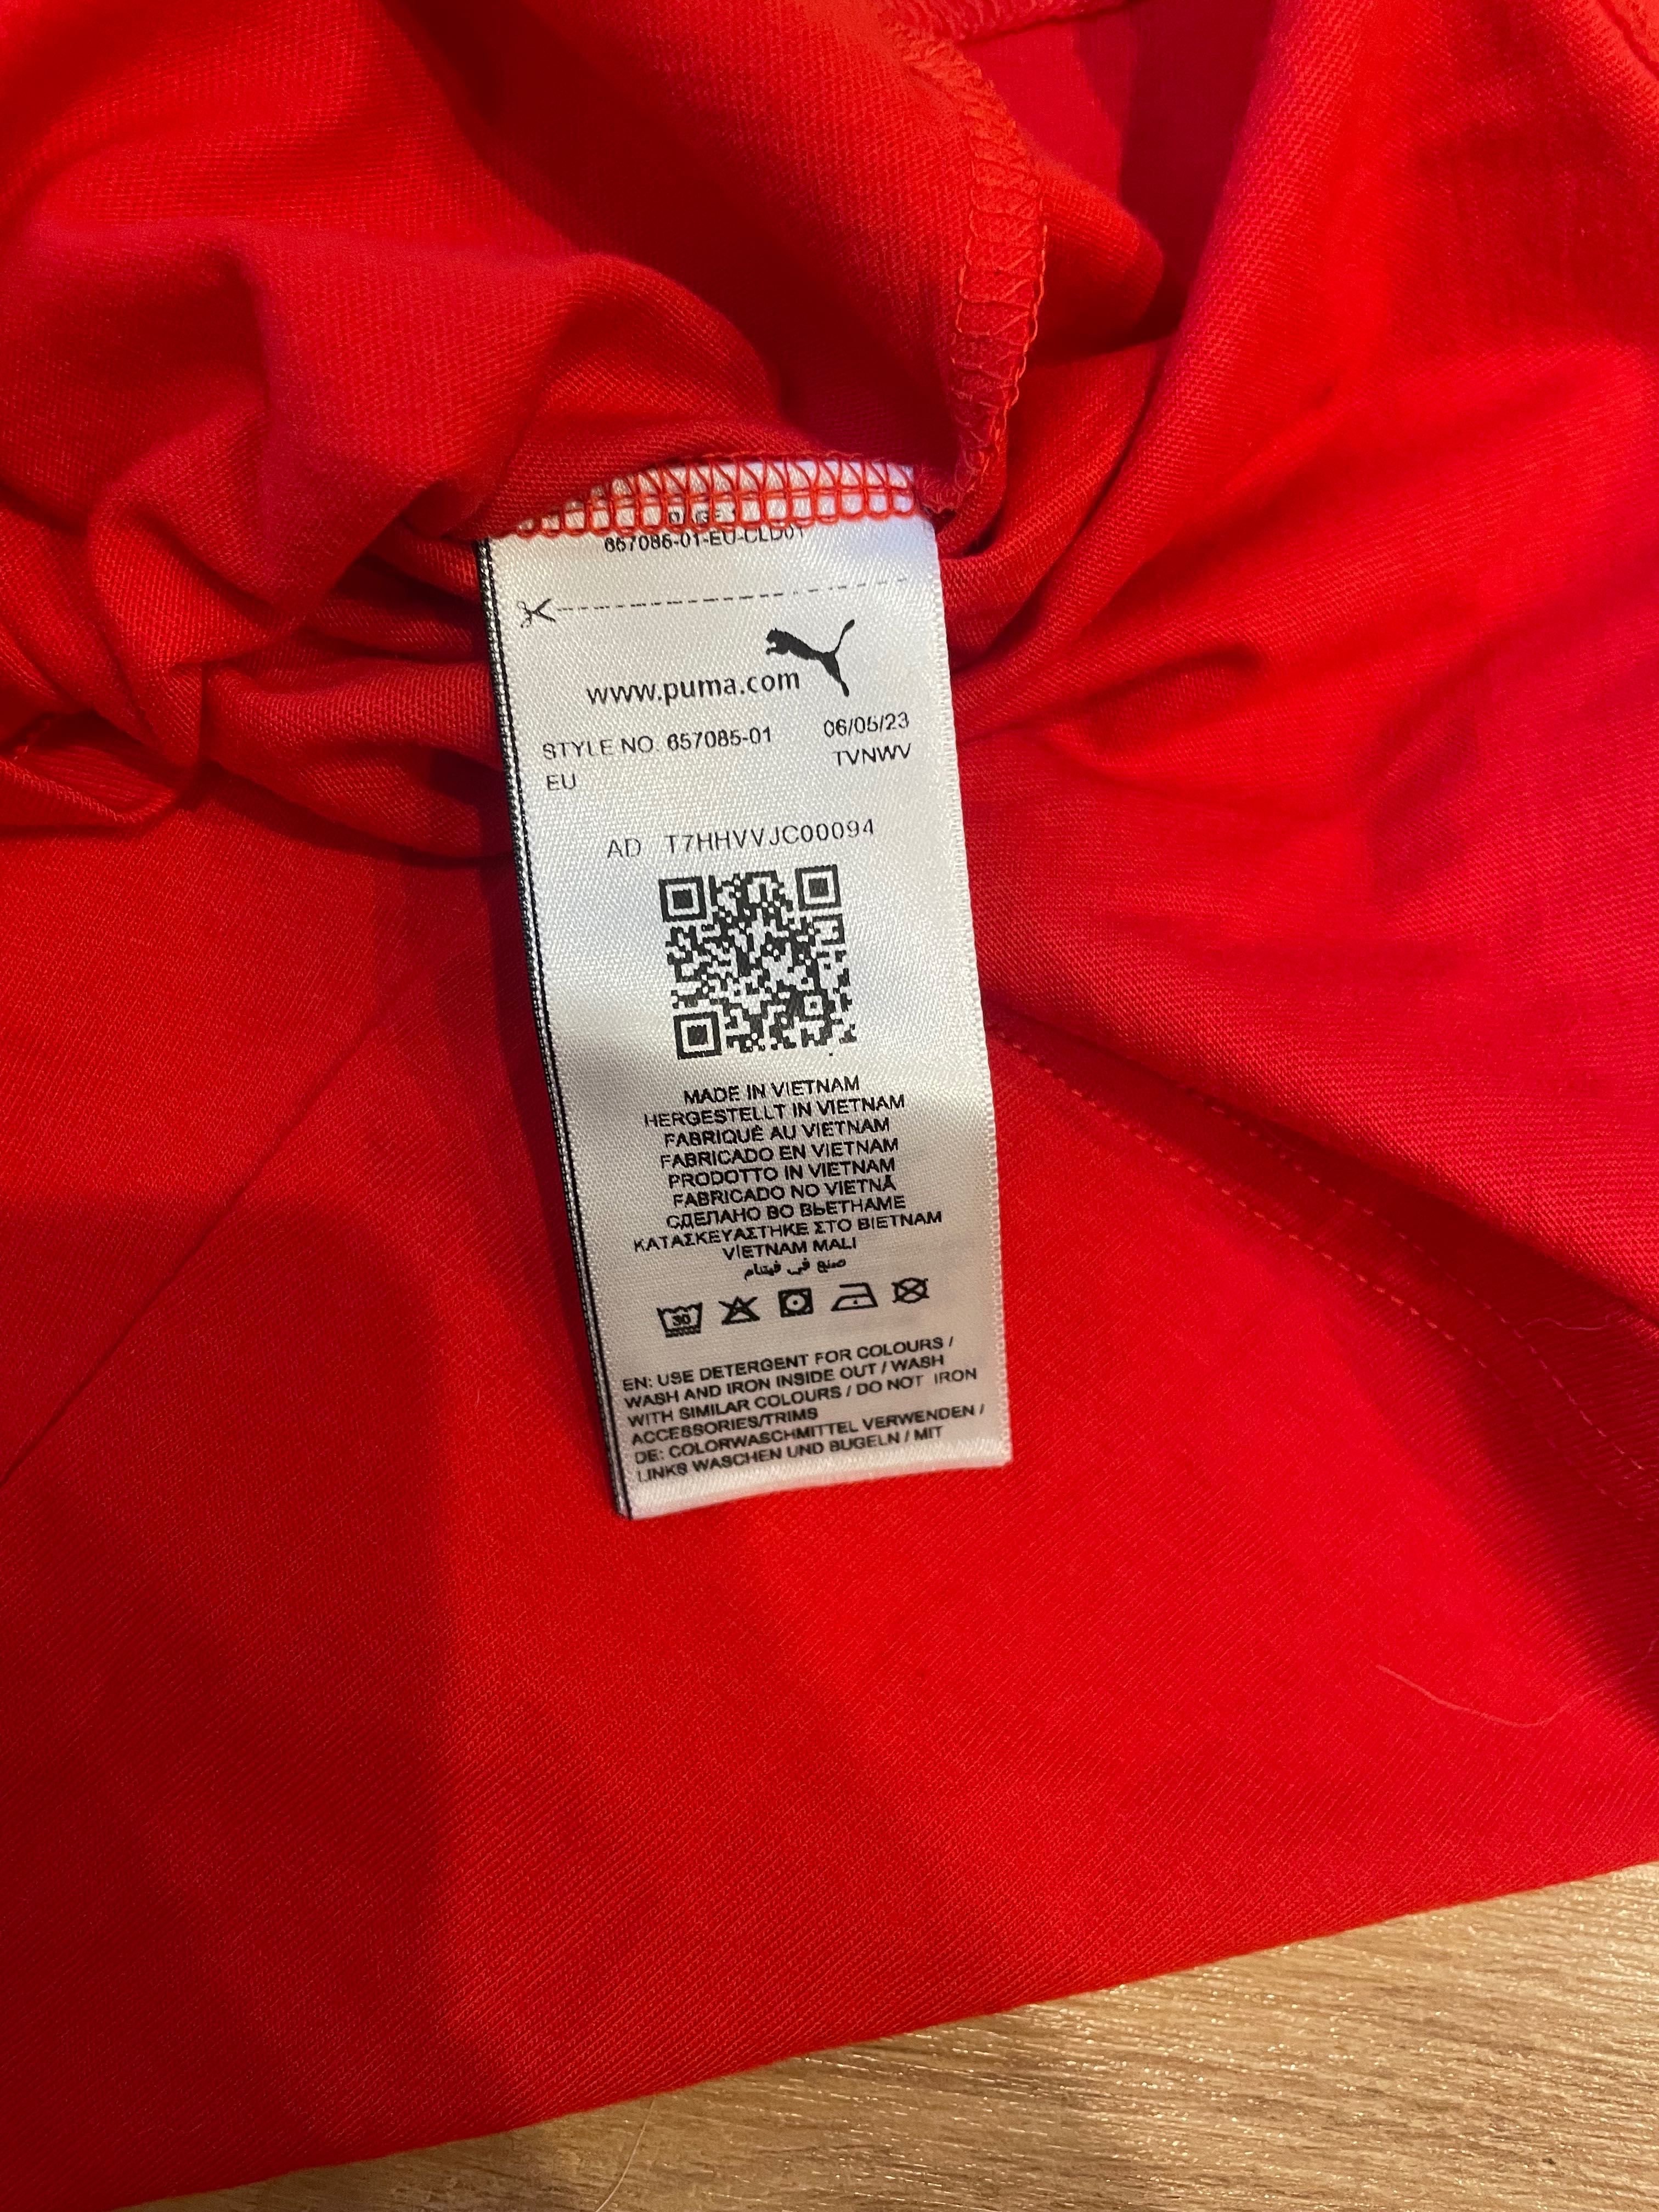 657085-01-EU-CLD01
www.puma.com
STYLE NO. 657085-01 06/05/23
EU TVNWV
AD T7HHVVJC00094
MADE IN VIETNAM
HERGESTELLT IN VIETNAM
FABRIQUÉ AU VIETNAM
FABRICADO EN VIETNAM
PRODOTTO IN VIETNAM
FABRICADO NO VIETNÃ
СДЕЛАНО ВО ВЬЕТНАМЕ
ΚΑΤΑΣΚΕΥΑΣΤΗΚΕ ΣΤΟ ΒΙΕΤΝΑΜ
VIETNAM MALI
صنع في فيتنام
30
EN: USE DETERGENT FOR COLOURS /
WASH AND IRON INSIDE OUT / WASH
WITH SIMILAR COLOURS / DO NOT IRON
ACCESSORIES/TRIMS
DE: COLORWASCHMITTEL VERWENDEN /
LINKS WASCHEN UND BÜGELN / MIT